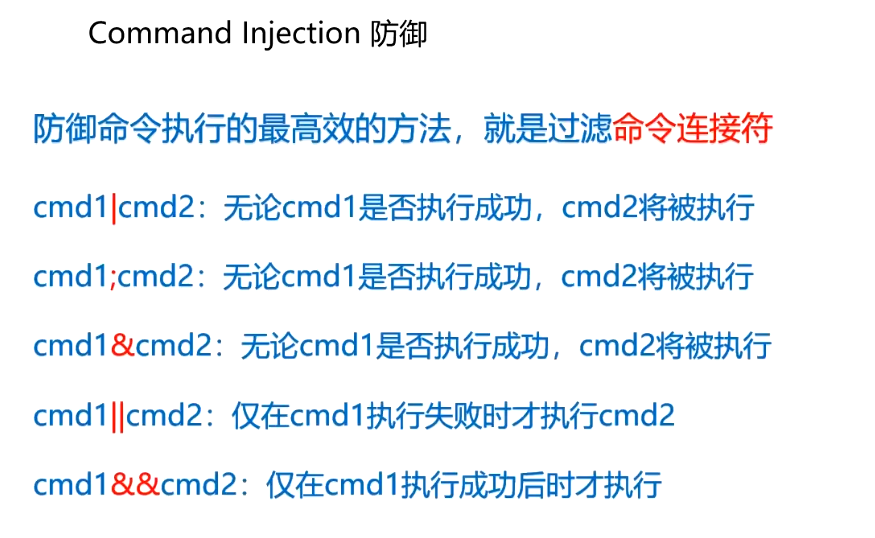 Command Injection 防御
防御命令执行的最高效的方法，就是过滤命令连接符
cmd1|cmd2：无论cmd1是否执行成功，cmd2将被执行
cmd1;cmd2：无论cmd1是否执行成功，cmd2将被执行
cmd1&cmd2：无论cmd1是否执行成功，cmd2将被执行
cmd1||cmd2：仅在cmd1执行失败时才执行cmd2
cmd1&&cmd2：仅在cmd1执行成功后时才执行